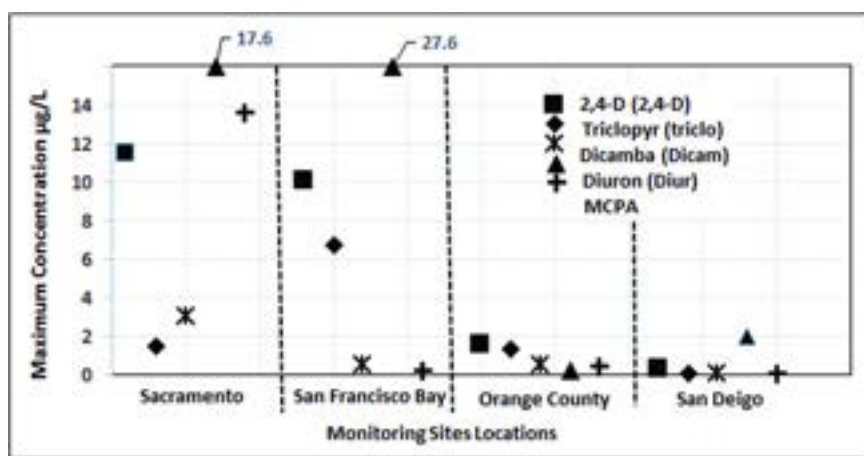 17.6
27.6
Maximum Concentration µg/L
14
12
10
8
6
4
2
0
2,4-D (2,4-D)
Triclopyr (triclo)
Dicamba (Dicam)
Diuron (Diur)
MCPA
Sacramento
San Francisco Bay
Orange County
San Deigo
Monitoring Sites Locations